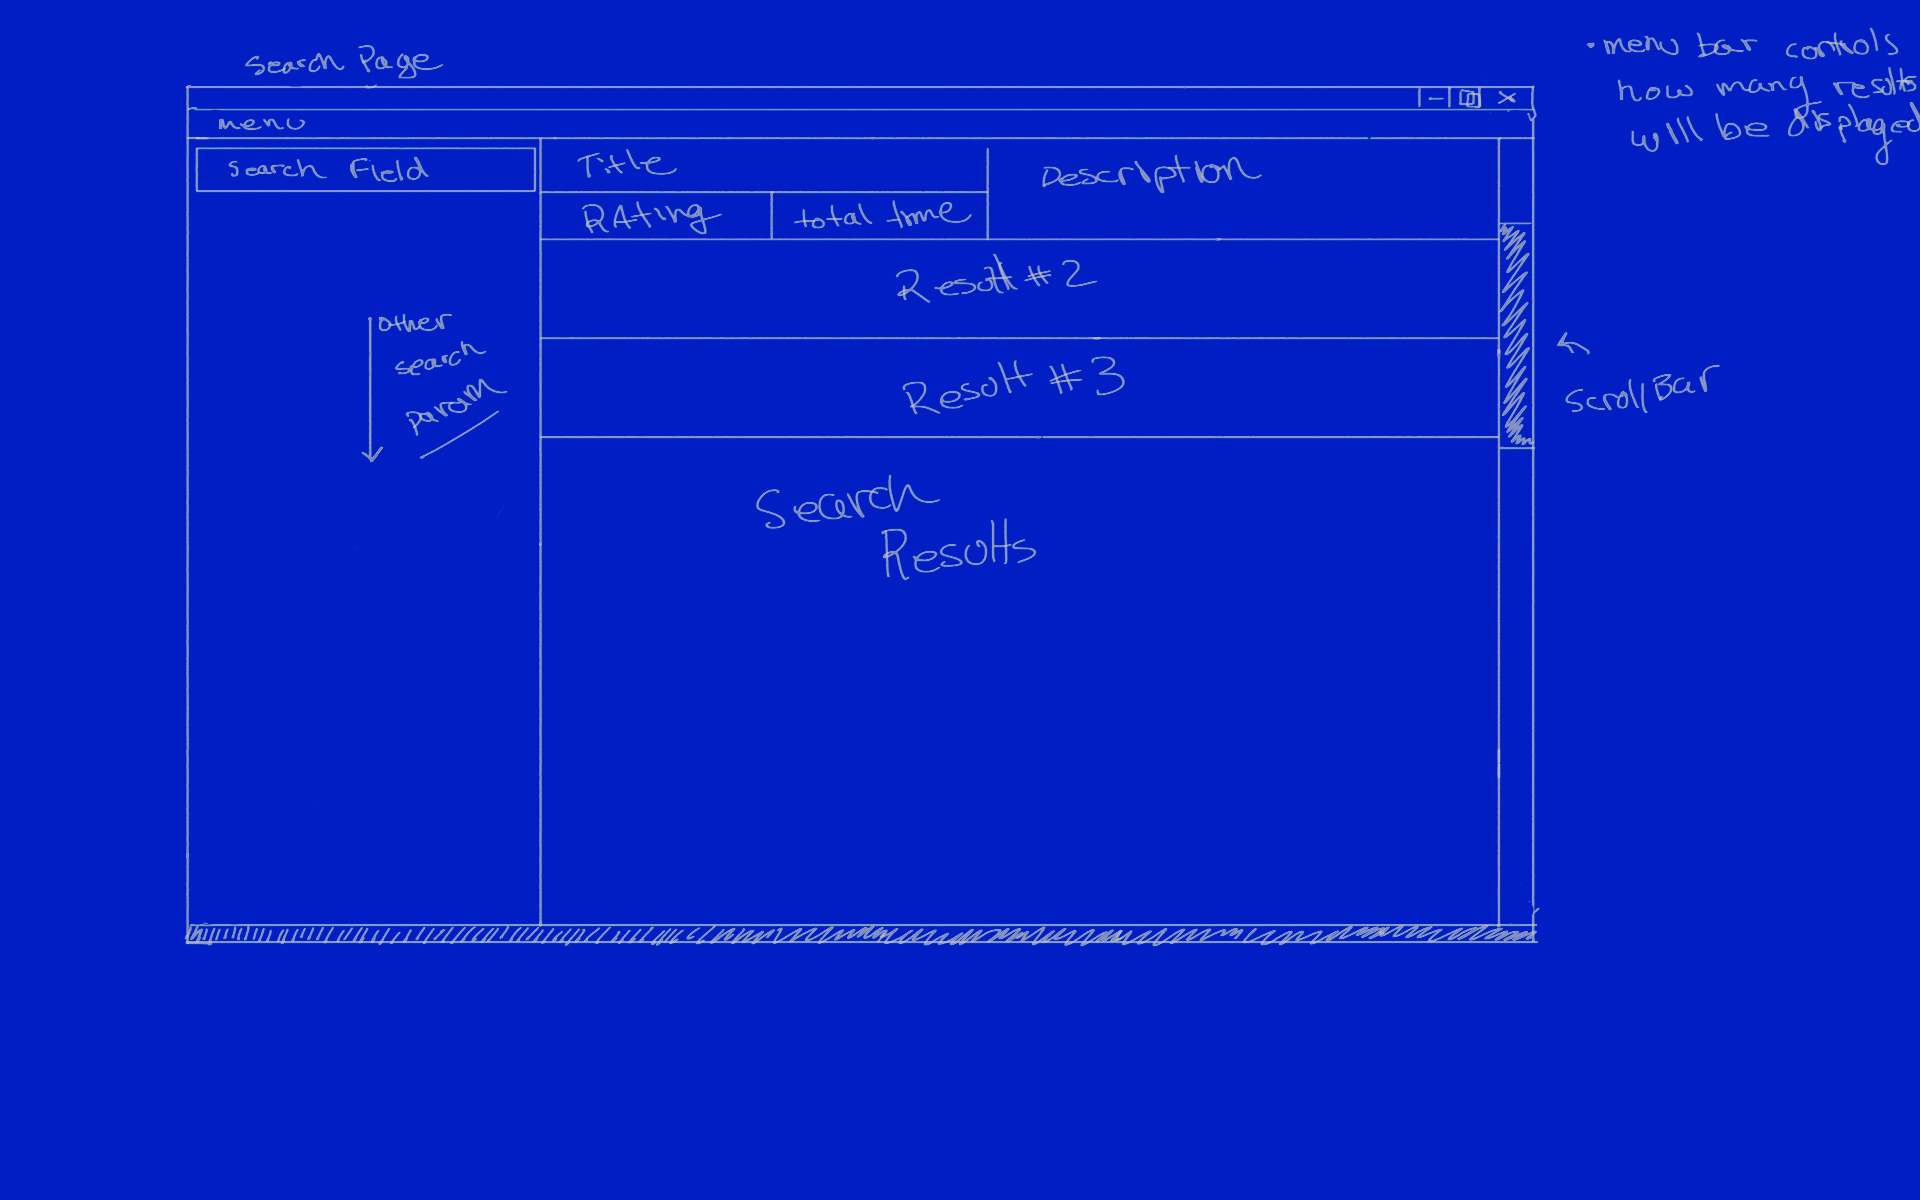 Search Page
• menu bar controls
how many results
will be displayed
menu
Search Field
Title
Description
RAting
total time
Result #2
other
search
param
Result #3
Scroll Bar
Search
Results